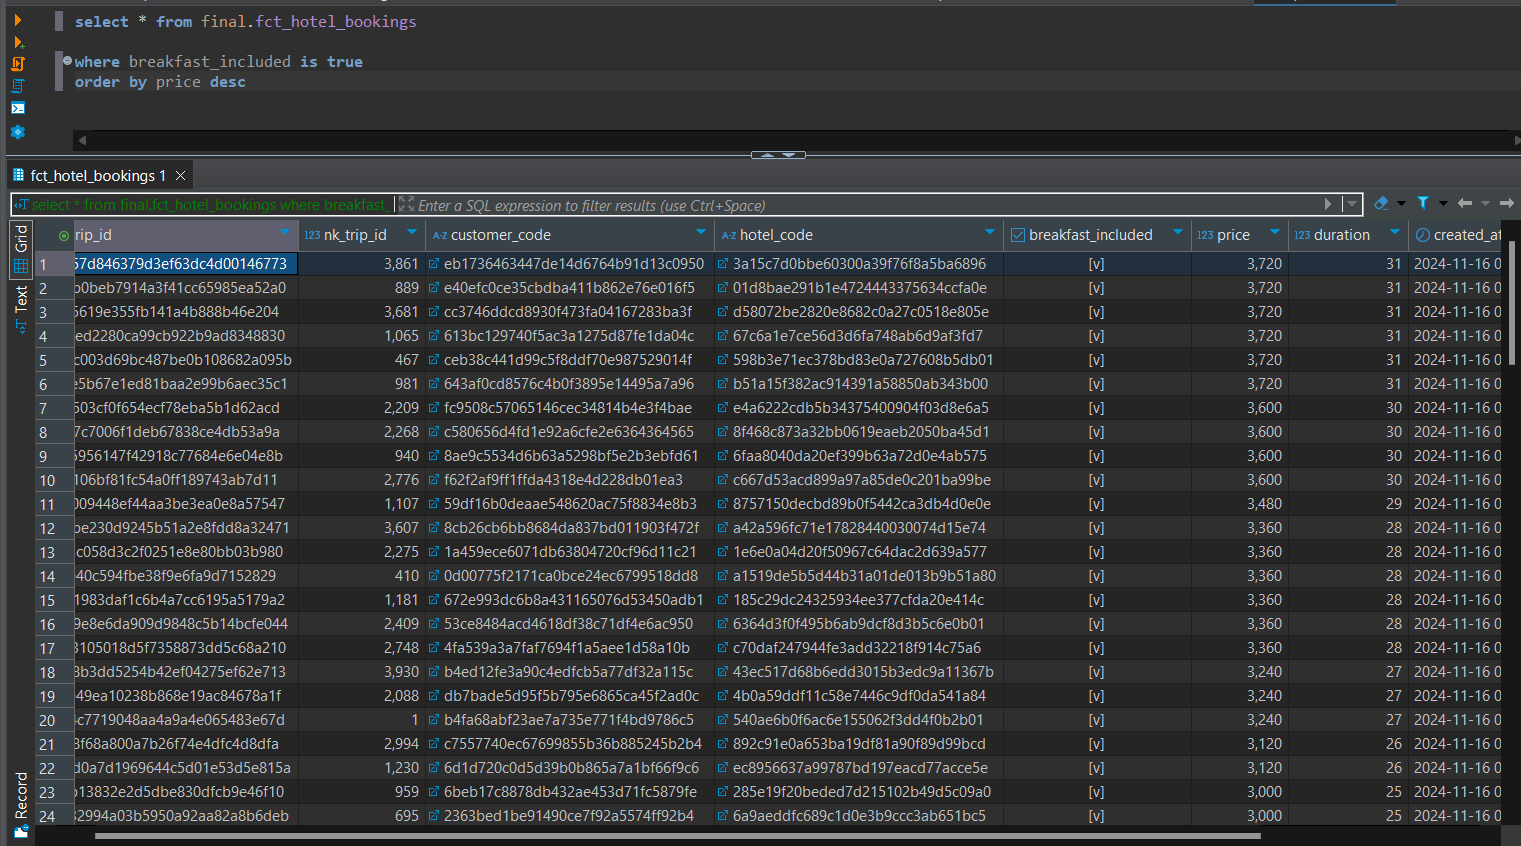 select * from final.fct_hotel_bookings
where breakfast_included is true
order by price desc
fct_hotel_bookings 1
select * from final.fct_hotel_bookings where breakfast_ Enter a SQL expression to filter results (use Ctrl+Space)
Grid
Text
Record
rip_id 123 nk_trip_id A-Z customer_code A-Z hotel_code breakfast_included 123 price 123 duration created_at
1 57d846379d3ef63dc4d00146773 3,861 eb1736463447de14d6764b91d13c0950 3a15c7d0bbe60300a39f76f8a5ba6896 [v] 3,720 31 2024-11-16 0
2 b0beb7914a3f41cc65985ea52a0 889 e40efc0ce35cbdba411b862e76e016f5 01d8bae291b1e4724443375634ccfa0e [v] 3,720 31 2024-11-16 0
3 5619e355fb141a4b888b46e204 3,681 cc3746ddcd8930f473fa04167283ba3f d58072be2820e8682c0a27c0518e805e [v] 3,720 31 2024-11-16 0
4 ed2280ca99cb922b9ad8348830 1,065 613bc129740f5ac3a1275d87fe1da04c 67c6a1e7ce56d3d6fa748ab6d9af3fd7 [v] 3,720 31 2024-11-16 0
5 c003d69bc487be0b108682a095b 467 ceb38c441d99c5f8ddf70e987529014f 598b3e71ec378bd83e0a727608b5db01 [v] 3,720 31 2024-11-16 0
6 e5b67e1ed81baa2e99b6aec35c1 981 643af0cd8576c4b0f3895e14495a7a96 b51a15f382ac914391a58850ab343b00 [v] 3,720 31 2024-11-16 0
7 503cf0f654ecf78eba5b1d62acd 2,209 fc9508c57065146cec34814b4e3f4bae e4a6222cdb5b34375400904f03d8e6a5 [v] 3,600 30 2024-11-16 0
8 7c7006f1deb67838ce4db53a9a 2,268 c580656d4fd1e92a6cfe2e6364364565 8f468c873a32bb0619eaeb2050ba45d1 [v] 3,600 30 2024-11-16 0
9 5956147f42918c77684e6e04e8b 940 8ae9c5534d6b63a5298bf5e2b3ebfd61 6faa8040da20ef399b63a72d0e4ab575 [v] 3,600 30 2024-11-16 0
10 106bf81fc54a0ff189743ab7d11 2,776 f62f2af9ff1ffda4318e4d228db01ea3 c667d53acd899a97a85de0c201ba99be [v] 3,600 30 2024-11-16 0
11 009448ef44aa3be3ea0e8a57547 1,107 59df16b0deaae548620ac75f8834e8b3 8757150decbd89b0f5442ca3db4d0e0e [v] 3,480 29 2024-11-16 0
12 be230d9245b51a2e8fdd8a32471 3,607 8cb26cb6bb8684da837bd011903f472f a42a596fc71e17828440030074d15e74 [v] 3,360 28 2024-11-16 0
13 c058d3c2f0251e8e80bb03b980 2,275 1a459ece6071db63804720cf96d11c21 1e6e0a04d20f50967c64dac2d639a577 [v] 3,360 28 2024-11-16 0
14 940c594fbe38f9e6fa9d7152829 410 0d00775f2171ca0bce24ec6799518dd8 a1519de5b5d44b31a01de013b9b51a80 [v] 3,360 28 2024-11-16 0
15 1983daf1c6b4a7cc6195a5179a2 1,181 672e993dc6b8a431165076d53450adb1 185c29dc24325934ee377cfda20e414c [v] 3,360 28 2024-11-16 0
16 9e8e6da909d9848c5b14bcfe044 2,409 53ce8484acd4618df38c71df4e6ac950 6364d3f0f495b6ab9dcf8d3b5c6e0b01 [v] 3,360 28 2024-11-16 0
17 3105018d5f7358873dd5c68a210 2,748 4fa539a3a7faf7694f1a5aee1d58a10b c70daf247944fe3add32218f914c75a6 [v] 3,360 28 2024-11-16 0
18 8b3dd5254b42ef04275ef62e713 3,930 b4ed12fe3a90c4edfcb5a77df32a115c 43ec517d68b6edd3015b3edc9a11367b [v] 3,240 27 2024-11-16 0
19 49ea10238b868e19ac84678a1f 2,088 db7bade5d95f5b795e6865ca45f2ad0c 4b0a59ddf11c58e7446c9df0da541a84 [v] 3,240 27 2024-11-16 0
20 c7719048aa4a9a4e065483e67d 1 b4fa68abf23ae7a735e771f4bd9786c5 540ae6b0f6ac6e155062f3dd4f0b2b01 [v] 3,240 27 2024-11-16 0
21 8f68a800a7b26f74e4dfc4d8dfa 2,994 c7557740ec67699855b36b885245b2b4 892c91e0a653ba19df81a90f89d99bcd [v] 3,120 26 2024-11-16 0
22 d0a7d1969644c5d01e53d5e815a 1,230 6d1d720c0d5d39b0b865a7a1bf66f9c6 ec8956637a99787bd197eacd77acce5e [v] 3,120 26 2024-11-16 0
23 b13832e2d5dbe830dfcb9e46f10 959 6beb17c8878db432ae453d71fc5879fe 285e19f20beded7d215102b49d5c09a0 [v] 3,000 25 2024-11-16 0
24 32994a03b5950a92aa82a8b6deb 695 2363bed1be91490ce7f92a5574ff92b4 6a9aeddfc689c1d0e3b9ccc3ab651bc5 [v] 3,000 25 2024-11-16 0